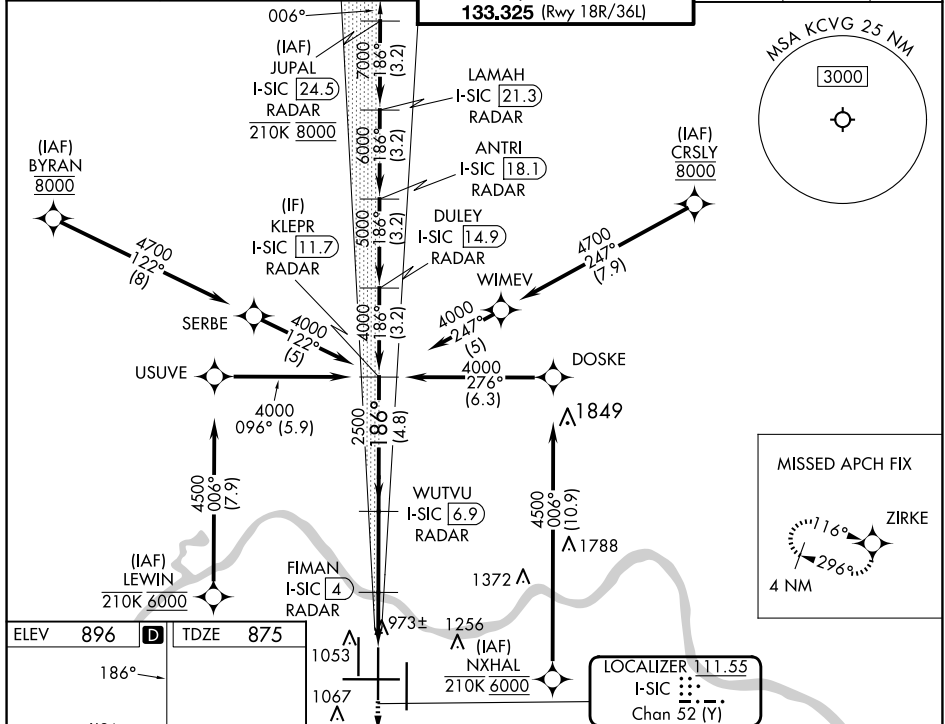 133.325 (Rwy 18R/36L)
006°
(IAF)
JUPAL
I-SIC 24.5
RADAR
210K 8000
7000
186°
(3.2)
LAMAH
I-SIC 21.3
RADAR
MSA KCVG 25 NM
3000
(IAF)
BYRAN
8000
6000
186°
(3.2)
ANTRI
I-SIC 18.1
RADAR
(IAF)
CRSLY
8000
(IF)
KLEPR
I-SIC 11.7
RADAR
5000
186°
(3.2)
DULEY
I-SIC 14.9
RADAR
4700
122°
(8)
4700
247°
(7.9)
WIMEV
SERBE
4000
122°
(5)
4000
186°
(3.2)
4000
247°
(5)
USUVE
DOSKE
4000
096° (5.9)
4000
276°
(6.3)
2500
186°
(4.8)
1849
MISSED APCH FIX
ZIRKE
116°
296°
4 NM
4500
006°
(7.9)
WUTVU
I-SIC 6.9
RADAR
4500
006°
(10.9)
1788
(IAF)
LEWIN
210K 6000
FIMAN
I-SIC 4
RADAR
1372
973±
1256
ELEV 896 D TDZE 875
186°
1053
1067
(IAF)
NXHAL
210K 6000
LOCALIZER 111.55
I-SIC
Chan 52 (Y)